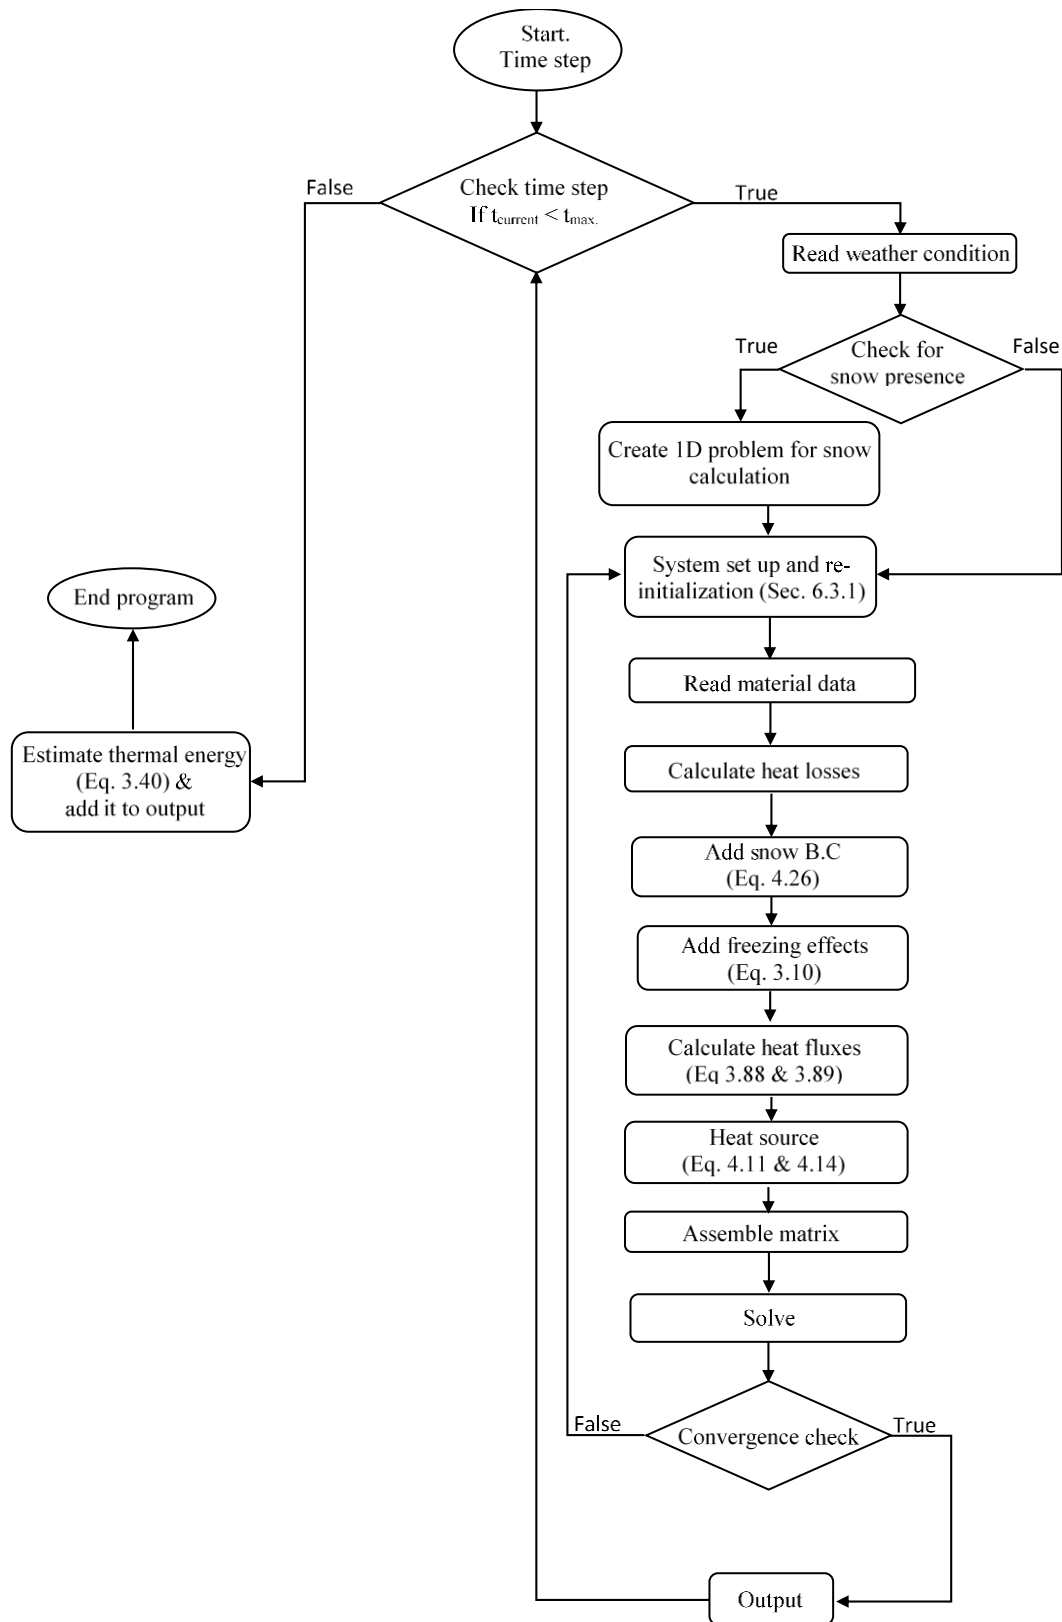 Start.
Time step
False
Check time step
If tcurrent < tmax.
True
Read weather condition
True
Check for
snow presence
False
Create 1D problem for snow
calculation
System set up and re-
initialization (Sec. 6.3.1)
End program
Read material data
Estimate thermal energy
(Eq. 3.40) &
add it to output
Calculate heat losses
Add snow B.C
(Eq. 4.26)
Add freezing effects
(Eq. 3.10)
Calculate heat fluxes
(Eq 3.88 & 3.89)
Heat source
(Eq. 4.11 & 4.14)
Assemble matrix
Solve
False
Convergence check
True
Output